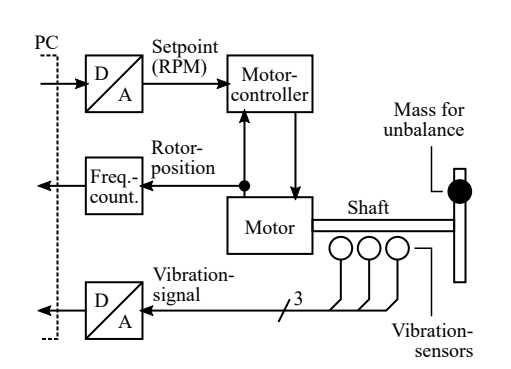 PC
Setpoint
(RPM)
D
A
Motor-
controller
Mass for
unbalance
Rotor-
position
Freq.-
count.
Motor
Shaft
Vibration-
signal
D
A
3
Vibration-
sensors